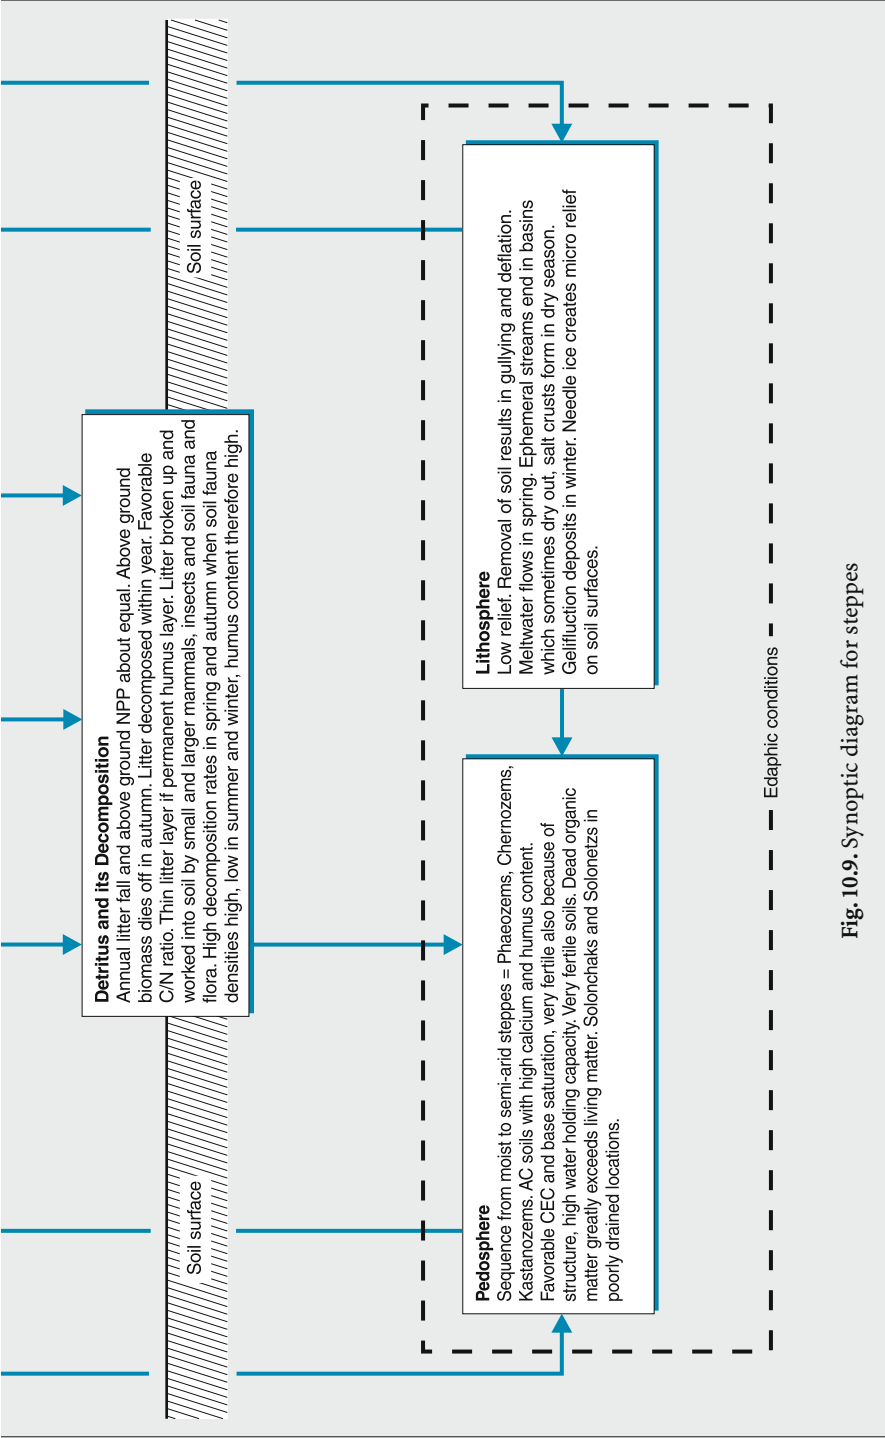 Soil surface
Soil surface
Detritus and its Decomposition
Annual litter fall and above ground NPP about equal. Above ground
biomass dies off in autumn. Litter decomposed within year. Favorable
C/N ratio. Thin litter layer if permanent humus layer. Litter broken up and
worked into soil by small and larger mammals, insects and soil fauna and
flora. High decomposition rates in spring and autumn when soil fauna
densities high, low in summer and winter, humus content therefore high.
Pedosphere
Sequence from moist to semi-arid steppes = Phaeozems, Chernozems,
Kastanozems. AC soils with high calcium and humus content.
Favorable CEC and base saturation, very fertile also because of
structure, high water holding capacity. Very fertile soils. Dead organic
matter greatly exceeds living matter. Solonchaks and Solonetzs in
poorly drained locations.
Lithosphere
Low relief. Removal of soil results in gullying and deflation.
Meltwater flows in spring. Ephemeral streams end in basins
which sometimes dry out, salt crusts form in dry season.
Gelifluction deposits in winter. Needle ice creates micro relief
on soil surfaces.
Edaphic conditions
Fig. 10.9. Synoptic diagram for steppes